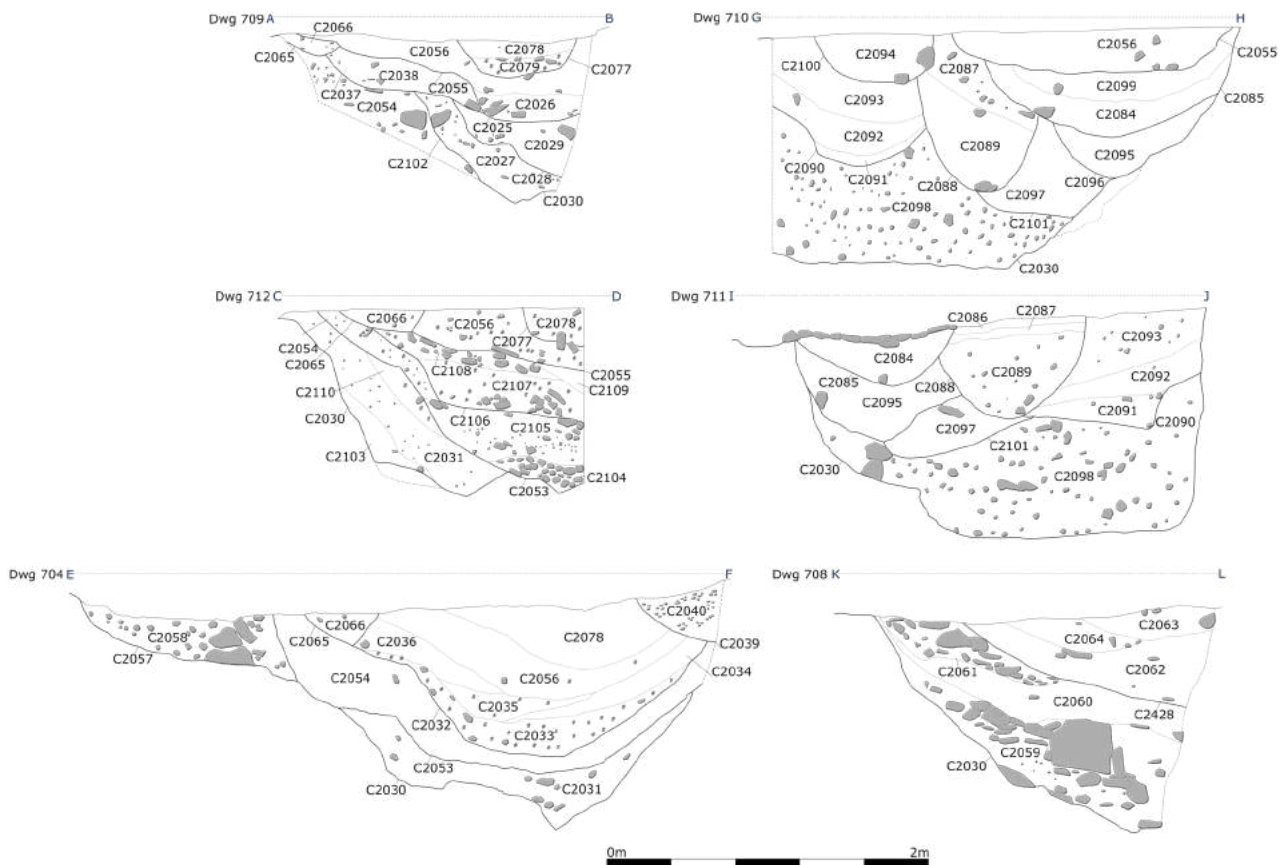 Dwg 709 A B
C2066
C2056 C2078
C2065 C2079 C2077
C2038 C2055
C2037 C2026
C2054
C2025
C2029
C2102 C2027
C2028
C2030
Dwg 710 G H
C2056 C2055
C2094
C2100 C2087
C2099
C2085
C2093
C2084
C2092 C2089 C2095
C2090
C2091 C2088 C2097 C2096
C2098
C2101
C2030
Dwg 712 C D
C2066 C2056 C2078
C2077
C2054
C2065 C2108 C2055
C2110 C2107 C2109
C2030 C2106 C2105
C2103 C2031
C2104
C2053
Dwg 711 I J
C2086 C2087
C2093
C2084
C2089
C2085 C2088 C2092
C2095
C2091
C2097 C2090
C2101
C2030 C2098
Dwg 704 E F
C2040
C2066
C2058 C2065 C2036 C2078
C2039
C2057 C2034
C2054 C2056
C2035
C2032
C2033
C2053
C2030 C2031
Dwg 708 K L
C2063
C2064
C2061 C2062
C2060
C2428
C2059
C2030
0m 2m